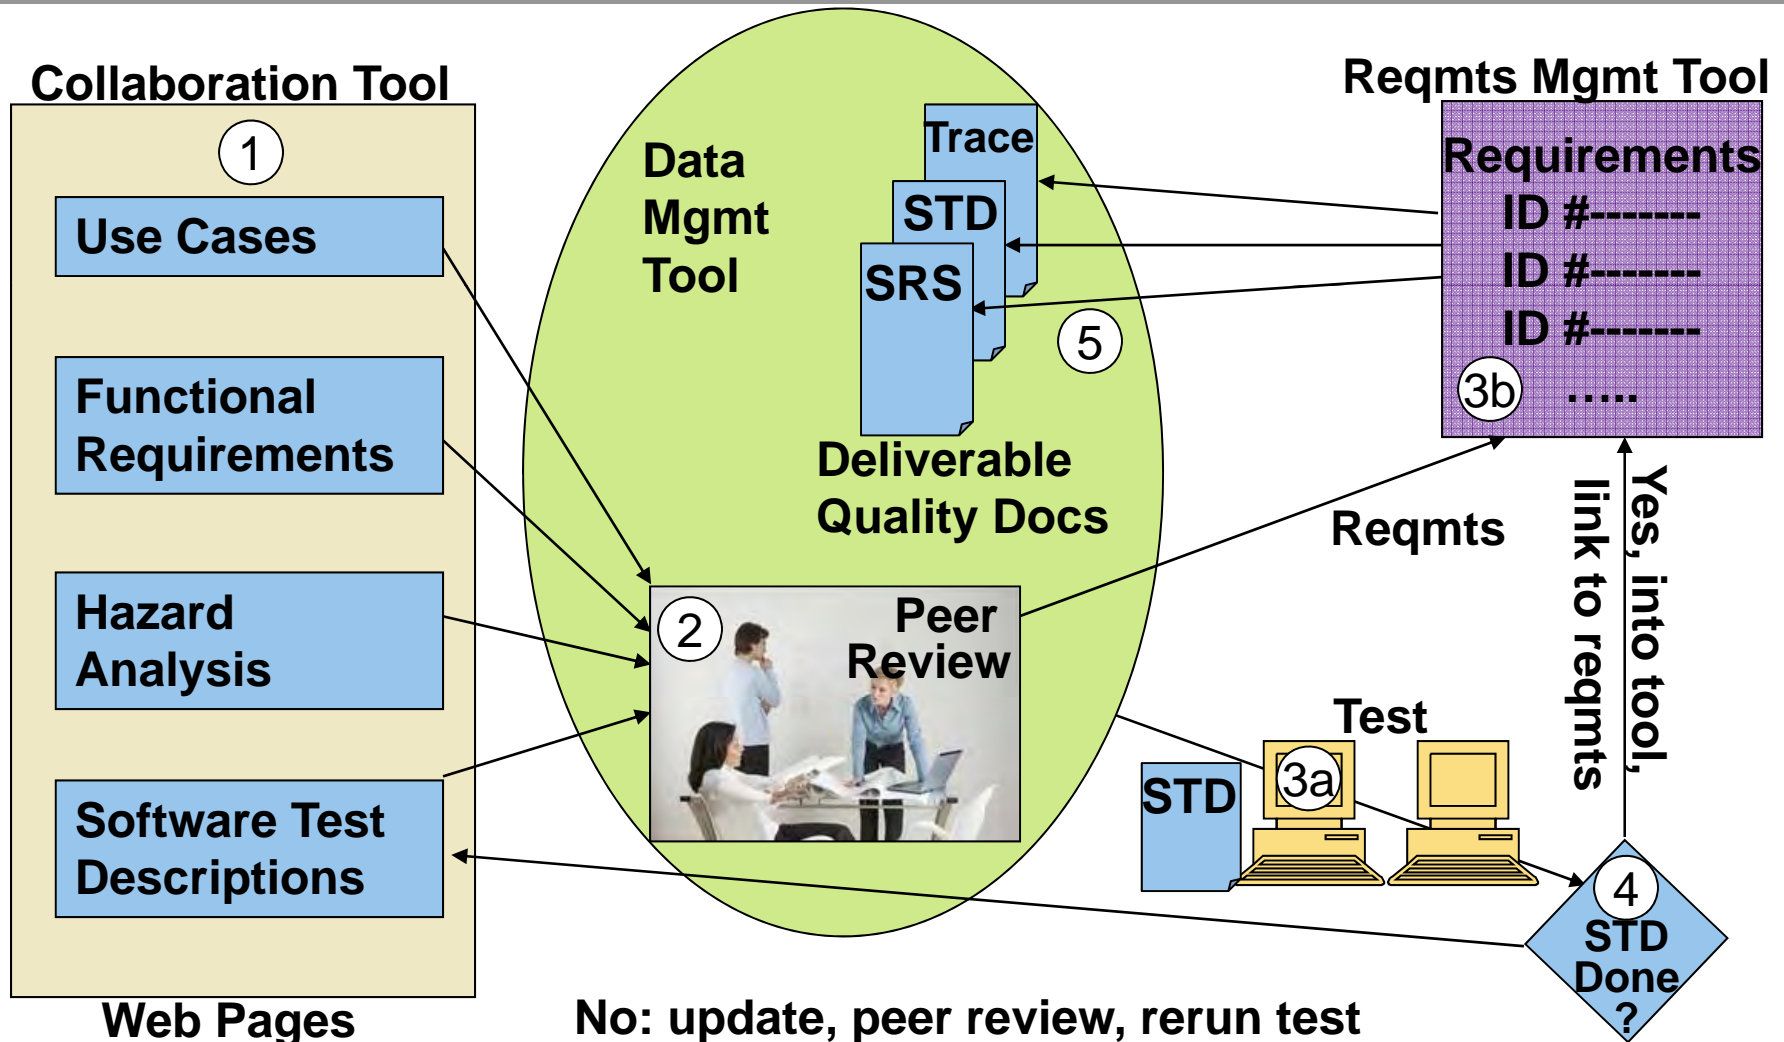 Collaboration Tool
1
Use Cases
Functional
Requirements
Hazard
Analysis
Software Test
Descriptions
Web Pages
Data
Mgmt
Tool
Trace
STD
SRS
5
Deliverable
Quality Docs
2
Peer
Review
Reqmts Mgmt Tool
Requirements
ID #-------
ID #-------
ID #-------
3b
.....
Reqmts
Yes, into tool,
link to reqmts
Test
STD
3a
4
STD
Done
?
No: update, peer review, rerun test